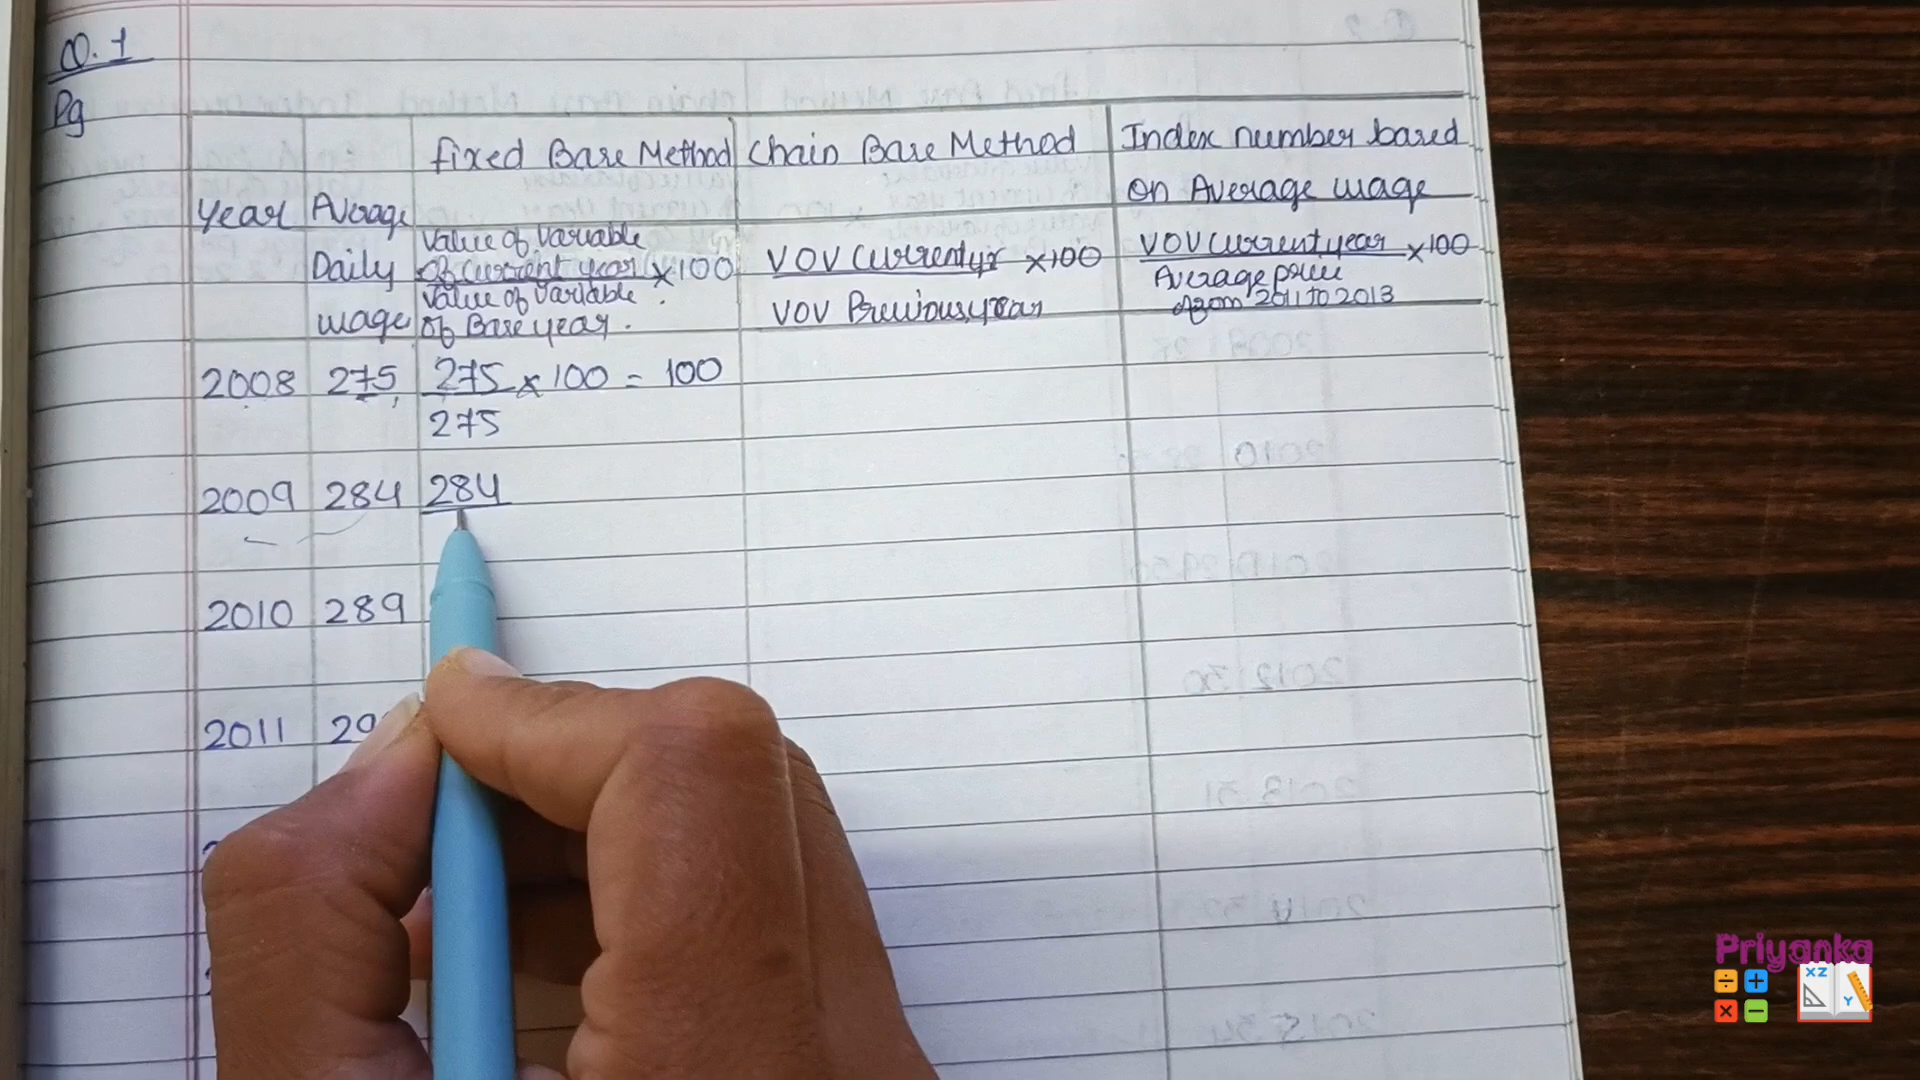 Q. 1
Pg
Year
Average
Daily
wage
fixed Base Method
Value of Variable
of Current year ×100
Value of Variable
of Base year.
Chain Base Method
VOV Current yr ×100
VOV Previous year
Index number based
on Average wage
VOV Current year ×100
Average price
from 2011 to 2013
2008 275 275 × 100 = 100
275
2009 284 284
2010 289
2011 29
Priyanka
XZ
Y